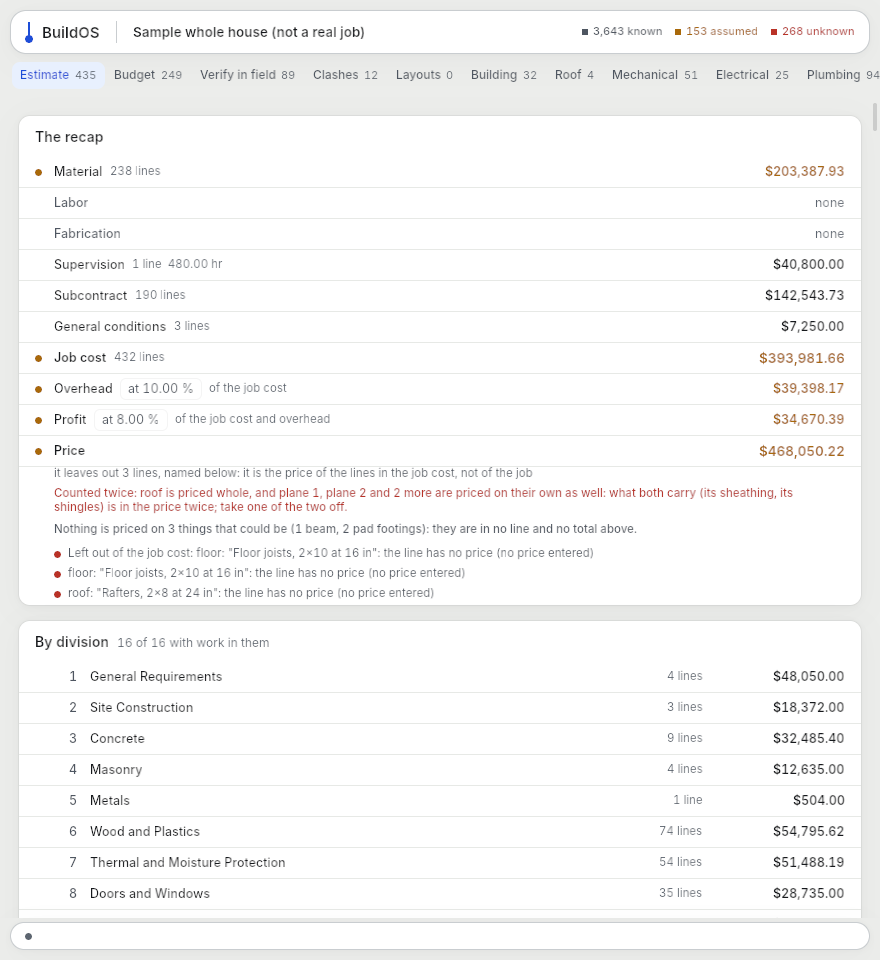 BuildOS
Sample whole house (not a real job)
3,643 known 153 assumed 268 unknown
Estimate 435 Budget 249 Verify in field 89 Clashes 12 Layouts 0 Building 32 Roof 4 Mechanical 51 Electrical 25 Plumbing 94
The recap
Material 238 lines $203,387.93
Labor none
Fabrication none
Supervision 1 line 480.00 hr $40,800.00
Subcontract 190 lines $142,543.73
General conditions 3 lines $7,250.00
Job cost 432 lines $393,981.66
Overhead at 10.00 % of the job cost $39,398.17
Profit at 8.00 % of the job cost and overhead $34,670.39
Price $468,050.22
it leaves out 3 lines, named below: it is the price of the lines in the job cost, not of the job
Counted twice: roof is priced whole, and plane 1, plane 2 and 2 more are priced on their own as well: what both carry (its sheathing, its
shingles) is in the price twice; take one of the two off.
Nothing is priced on 3 things that could be (1 beam, 2 pad footings): they are in no line and no total above.
Left out of the job cost: floor: "Floor joists, 2×10 at 16 in": the line has no price (no price entered)
floor: "Floor joists, 2×10 at 16 in": the line has no price (no price entered)
roof: "Rafters, 2×8 at 24 in": the line has no price (no price entered)
By division 16 of 16 with work in them
1 General Requirements 4 lines $48,050.00
2 Site Construction 3 lines $18,372.00
3 Concrete 9 lines $32,485.40
4 Masonry 4 lines $12,635.00
5 Metals 1 line $504.00
6 Wood and Plastics 74 lines $54,795.62
7 Thermal and Moisture Protection 54 lines $51,488.19
8 Doors and Windows 35 lines $28,735.00